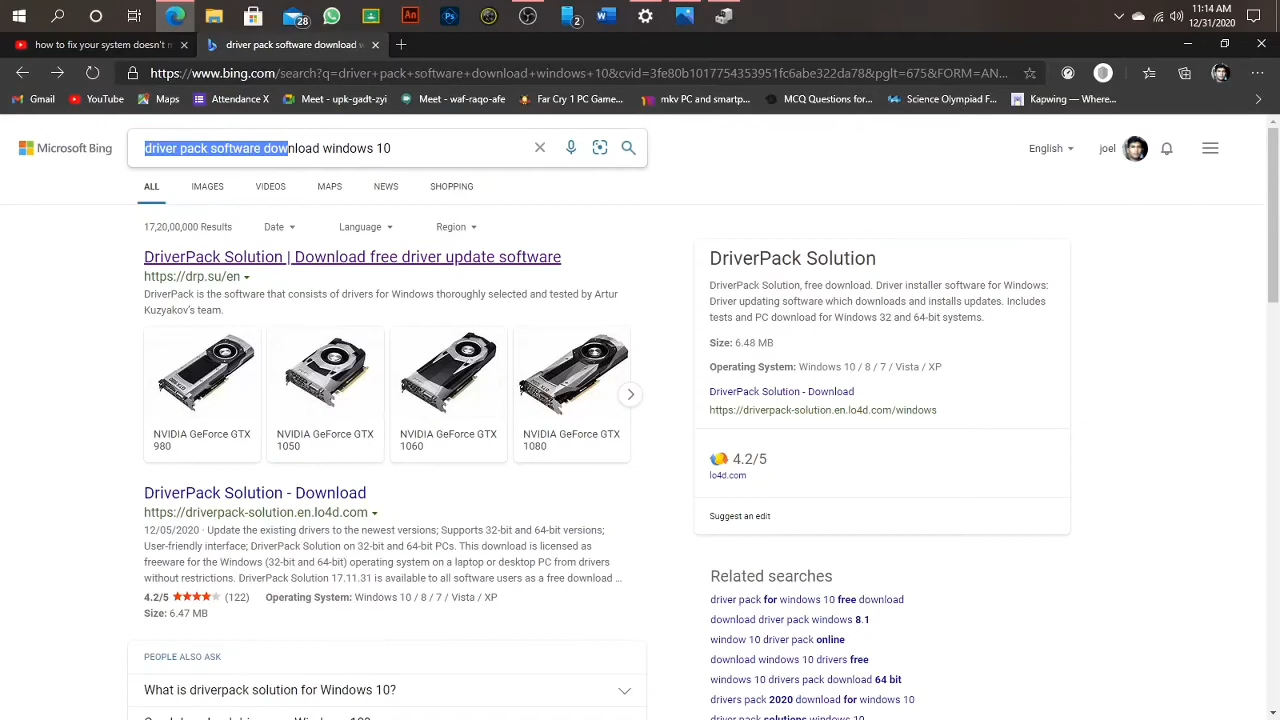 28
An
Ps
2
W
11:14 AM
12/31/2020
how to fix your system doesn't n
driver pack software download w
https://www.bing.com/search?q=driver+pack+software+download+windows+10&cvid=3fe80b1017754353951fc6abe322da78&pglt=675&FORM=AN...
Gmail
YouTube
Maps
Attendance X
Meet - upk-gadt-zyi
Meet - waf-raqo-afe
Far Cry 1 PC Game...
mkv PC and smartp...
MCQ Questions for...
Science Olympiad F...
Kapwing — Where...
Microsoft Bing
driver pack software download windows 10
English
joel
ALL
IMAGES
VIDEOS
MAPS
NEWS
SHOPPING
17,20,00,000 Results
Date
Language
Region
DriverPack Solution | Download free driver update software
https://drp.su/en
DriverPack is the software that consists of drivers for Windows thoroughly selected and tested by Artur
Kuzyakov's team.
NVIDIA GeForce GTX
980
NVIDIA GeForce GTX
1050
NVIDIA GeForce GTX
1060
NVIDIA GeForce GTX
1080
DriverPack Solution - Download
https://driverpack-solution.en.lo4d.com
12/05/2020 · Update the existing drivers to the newest versions; Supports 32-bit and 64-bit versions;
User-friendly interface; DriverPack Solution on 32-bit and 64-bit PCs. This download is licensed as
freeware for the Windows (32-bit and 64-bit) operating system on a laptop or desktop PC from drivers
without restrictions. DriverPack Solution 17.11.31 is available to all software users as a free download ...
4.2/5 (122) Operating System: Windows 10 / 8 / 7 / Vista / XP
Size: 6.47 MB
PEOPLE ALSO ASK
What is driverpack solution for Windows 10?
DriverPack Solution
DriverPack Solution, free download. Driver installer software for Windows:
Driver updating software which downloads and installs updates. Includes
tests and PC download for Windows 32 and 64-bit systems.
Size: 6.48 MB
Operating System: Windows 10 / 8 / 7 / Vista / XP
DriverPack Solution - Download
https://driverpack-solution.en.lo4d.com/windows
4.2/5
lo4d.com
Suggest an edit
Related searches
driver pack for windows 10 free download
download driver pack windows 8.1
window 10 driver pack online
download windows 10 drivers free
windows 10 drivers pack download 64 bit
drivers pack 2020 download for windows 10
driver pack solutions windows 10